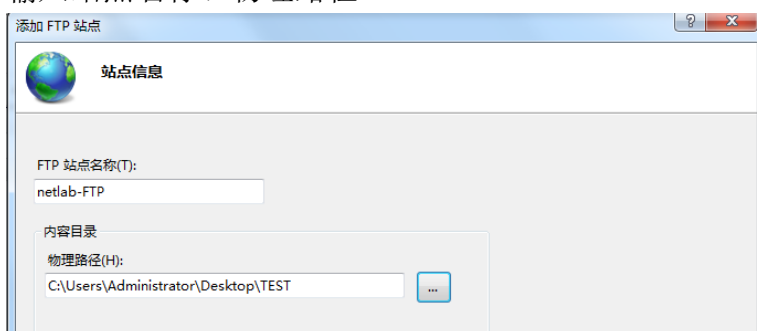 添加 FTP 站点
站点信息
FTP 站点名称(T):
netlab-FTP
内容目录
物理路径(H):
C:\Users\Administrator\Desktop\TEST
...